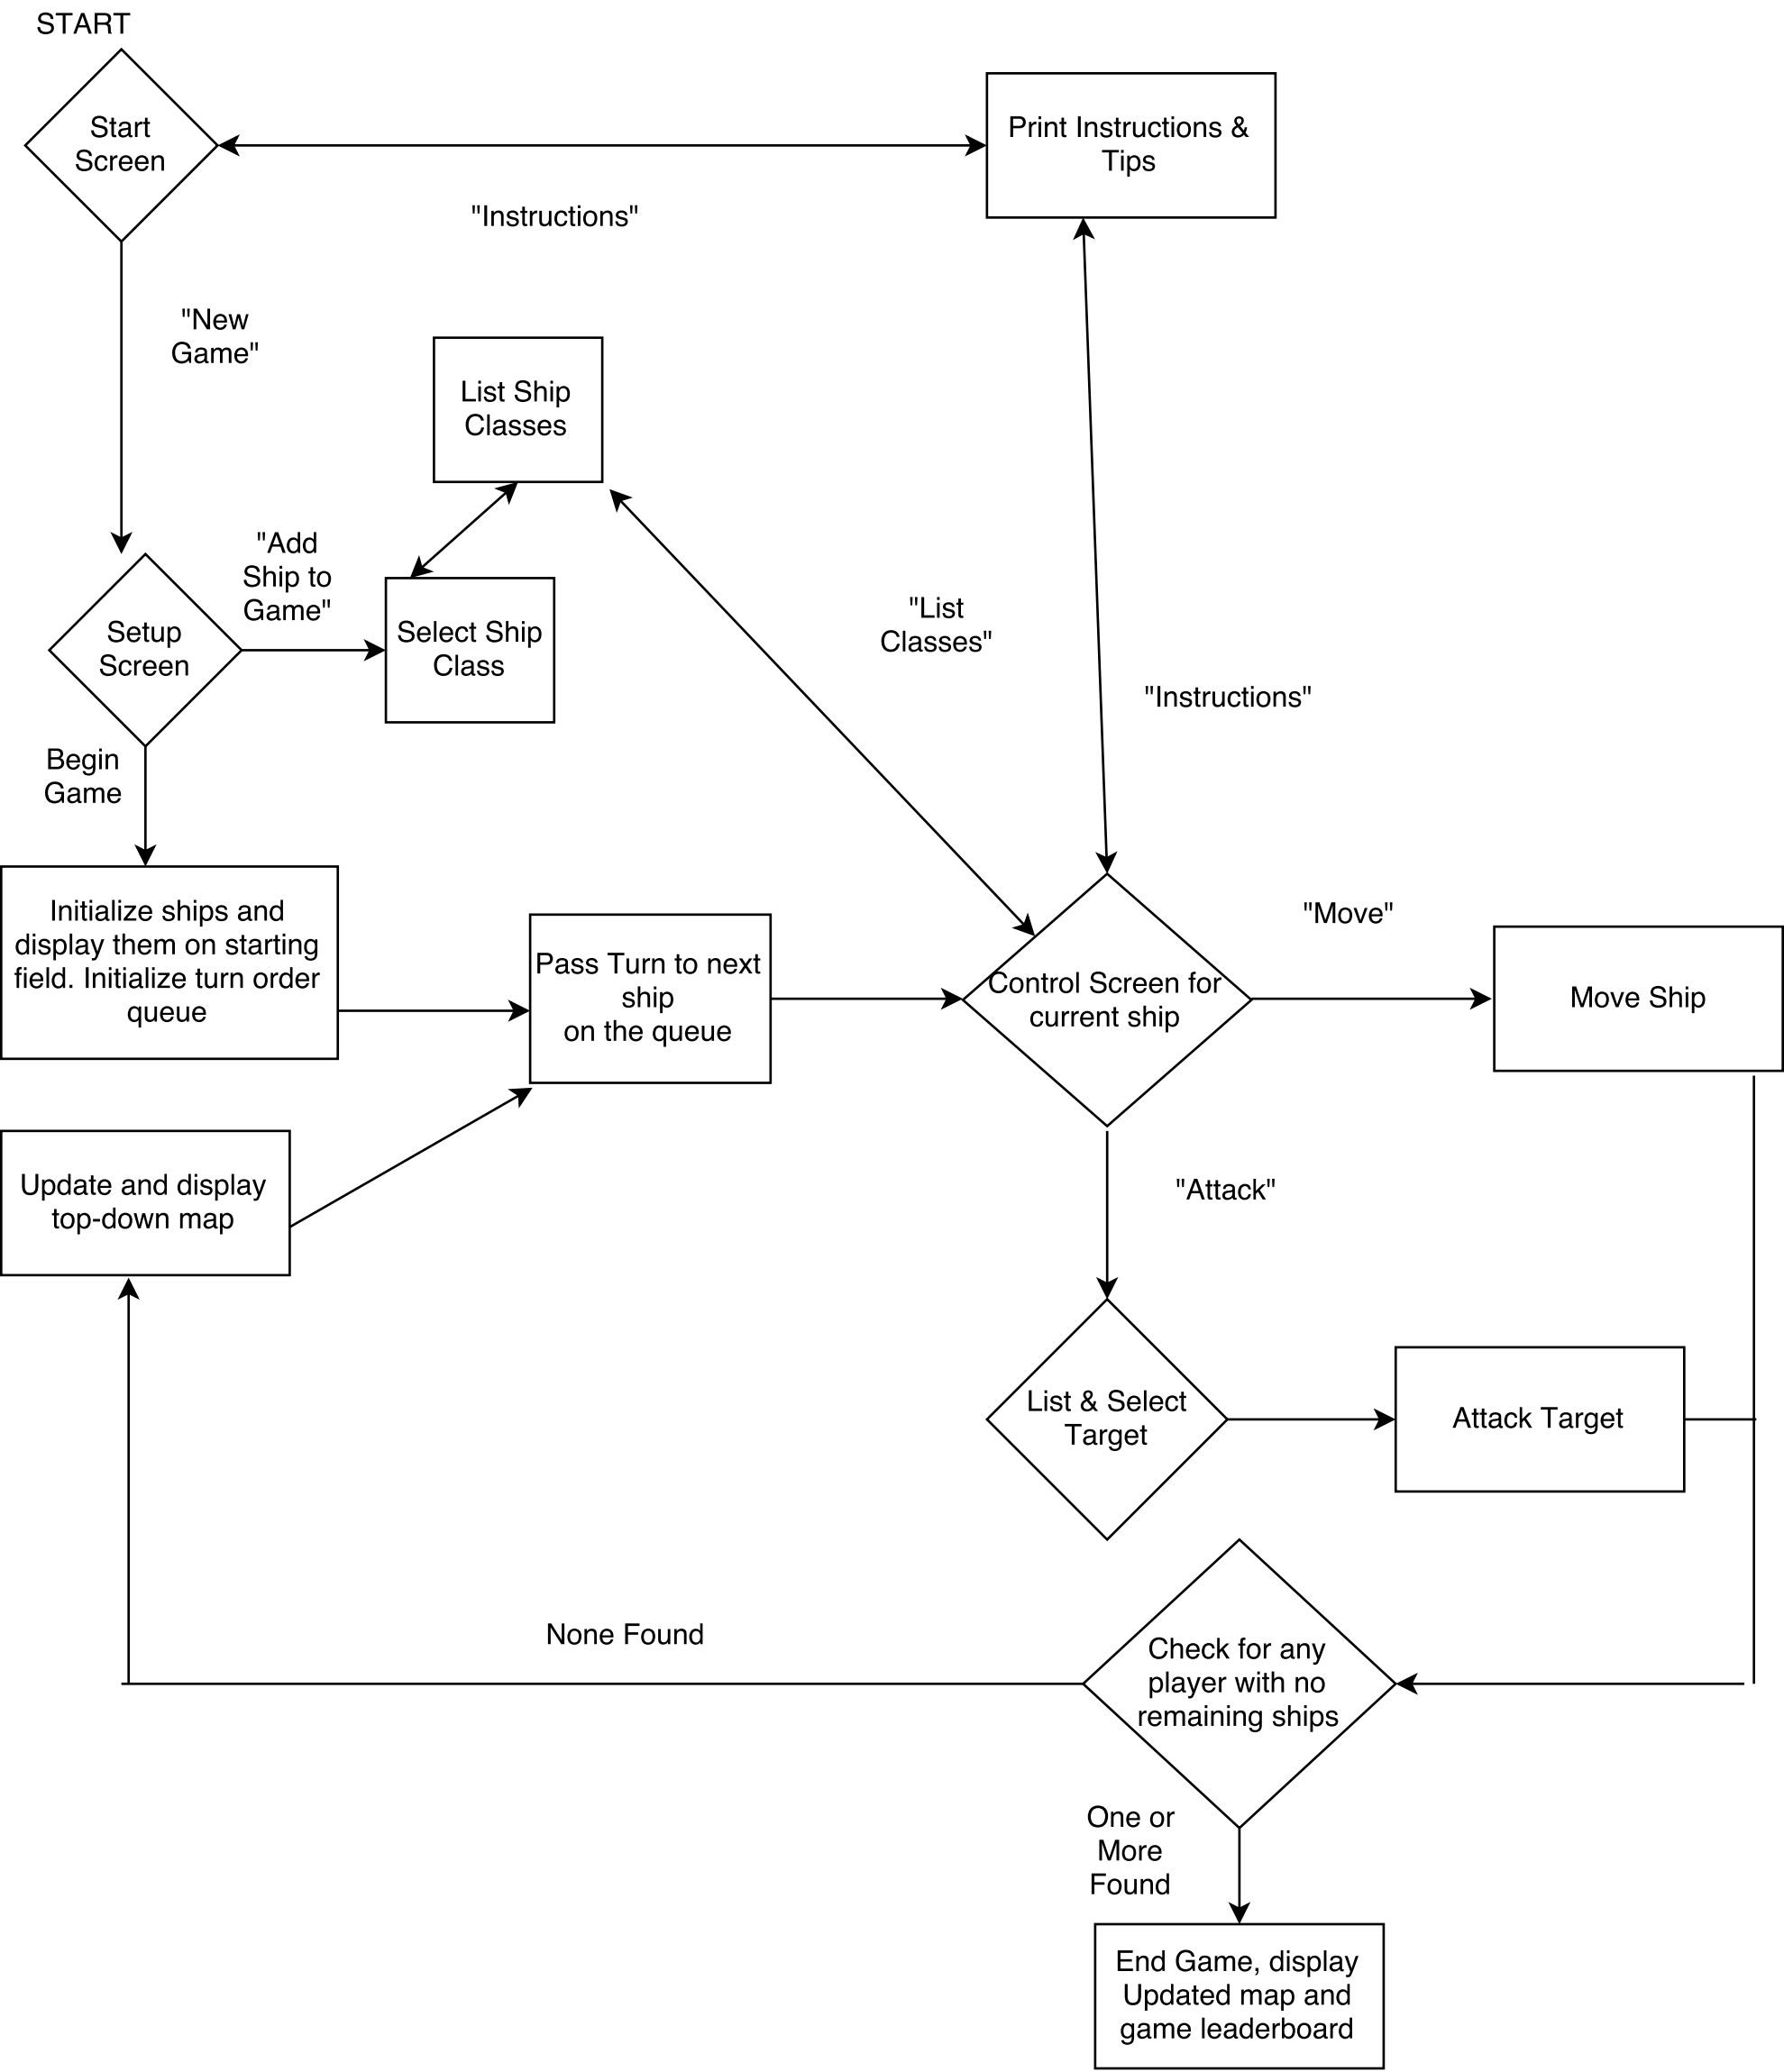 START
Start
Screen
Print Instructions &
Tips
"Instructions"
"New
Game"
List Ship
Classes
"Add
Ship to
Game"
Setup
Screen
Select Ship
Class
"List
Classes"
"Instructions"
Begin
Game
Initialize ships and
display them on starting
field. Initialize turn order
queue
Pass Turn to next
ship
on the queue
Control Screen for
current ship
"Move"
Move Ship
Update and display
top-down map
"Attack"
List & Select
Target
Attack Target
None Found
Check for any
player with no
remaining ships
One or
More
Found
End Game, display
Updated map and
game leaderboard